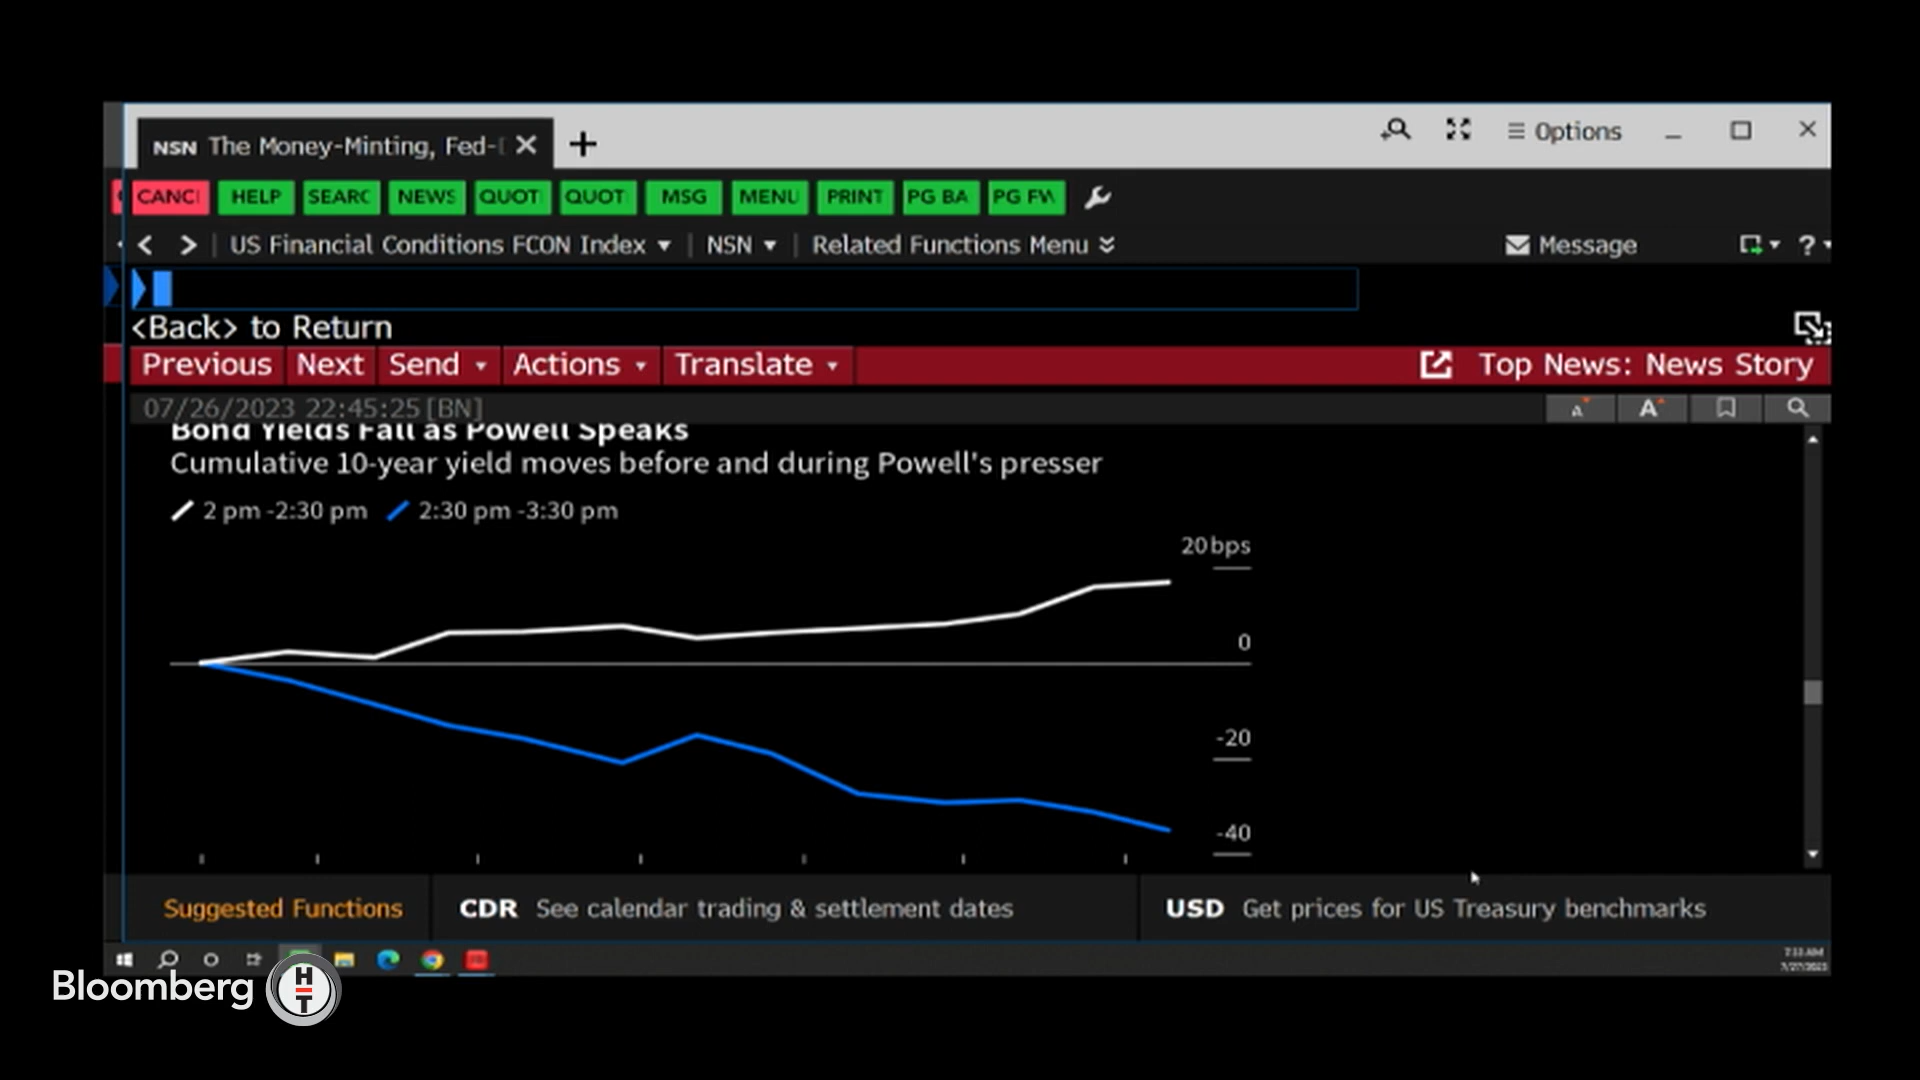 NSN The Money-Minting, Fed-
Options
CANC HELP SEARC NEWS QUOT QUOT MSG MENU PRINT PG BA PG FW
US Financial Conditions FCON Index NSN Related Functions Menu Message ?
<Back> to Return
Previous Next Send Actions Translate Top News: News Story
07/26/2023 22:45:25 [BN] A A
Bond Yields Fall as Powell Speaks
Cumulative 10-year yield moves before and during Powell's presser
2 pm -2:30 pm 2:30 pm -3:30 pm
20 bps
0
-20
-40
Suggested Functions CDR See calendar trading & settlement dates USD Get prices for US Treasury benchmarks
Bloomberg HT